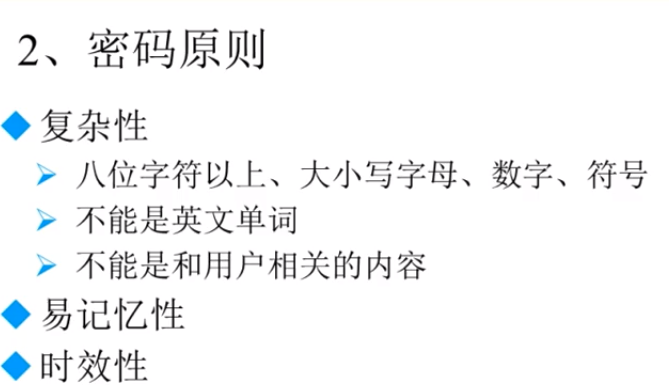 2、密码原则
复杂性
八位字符以上、大小写字母、数字、符号
不能是英文单词
不能是和用户相关的内容
易记忆性
时效性